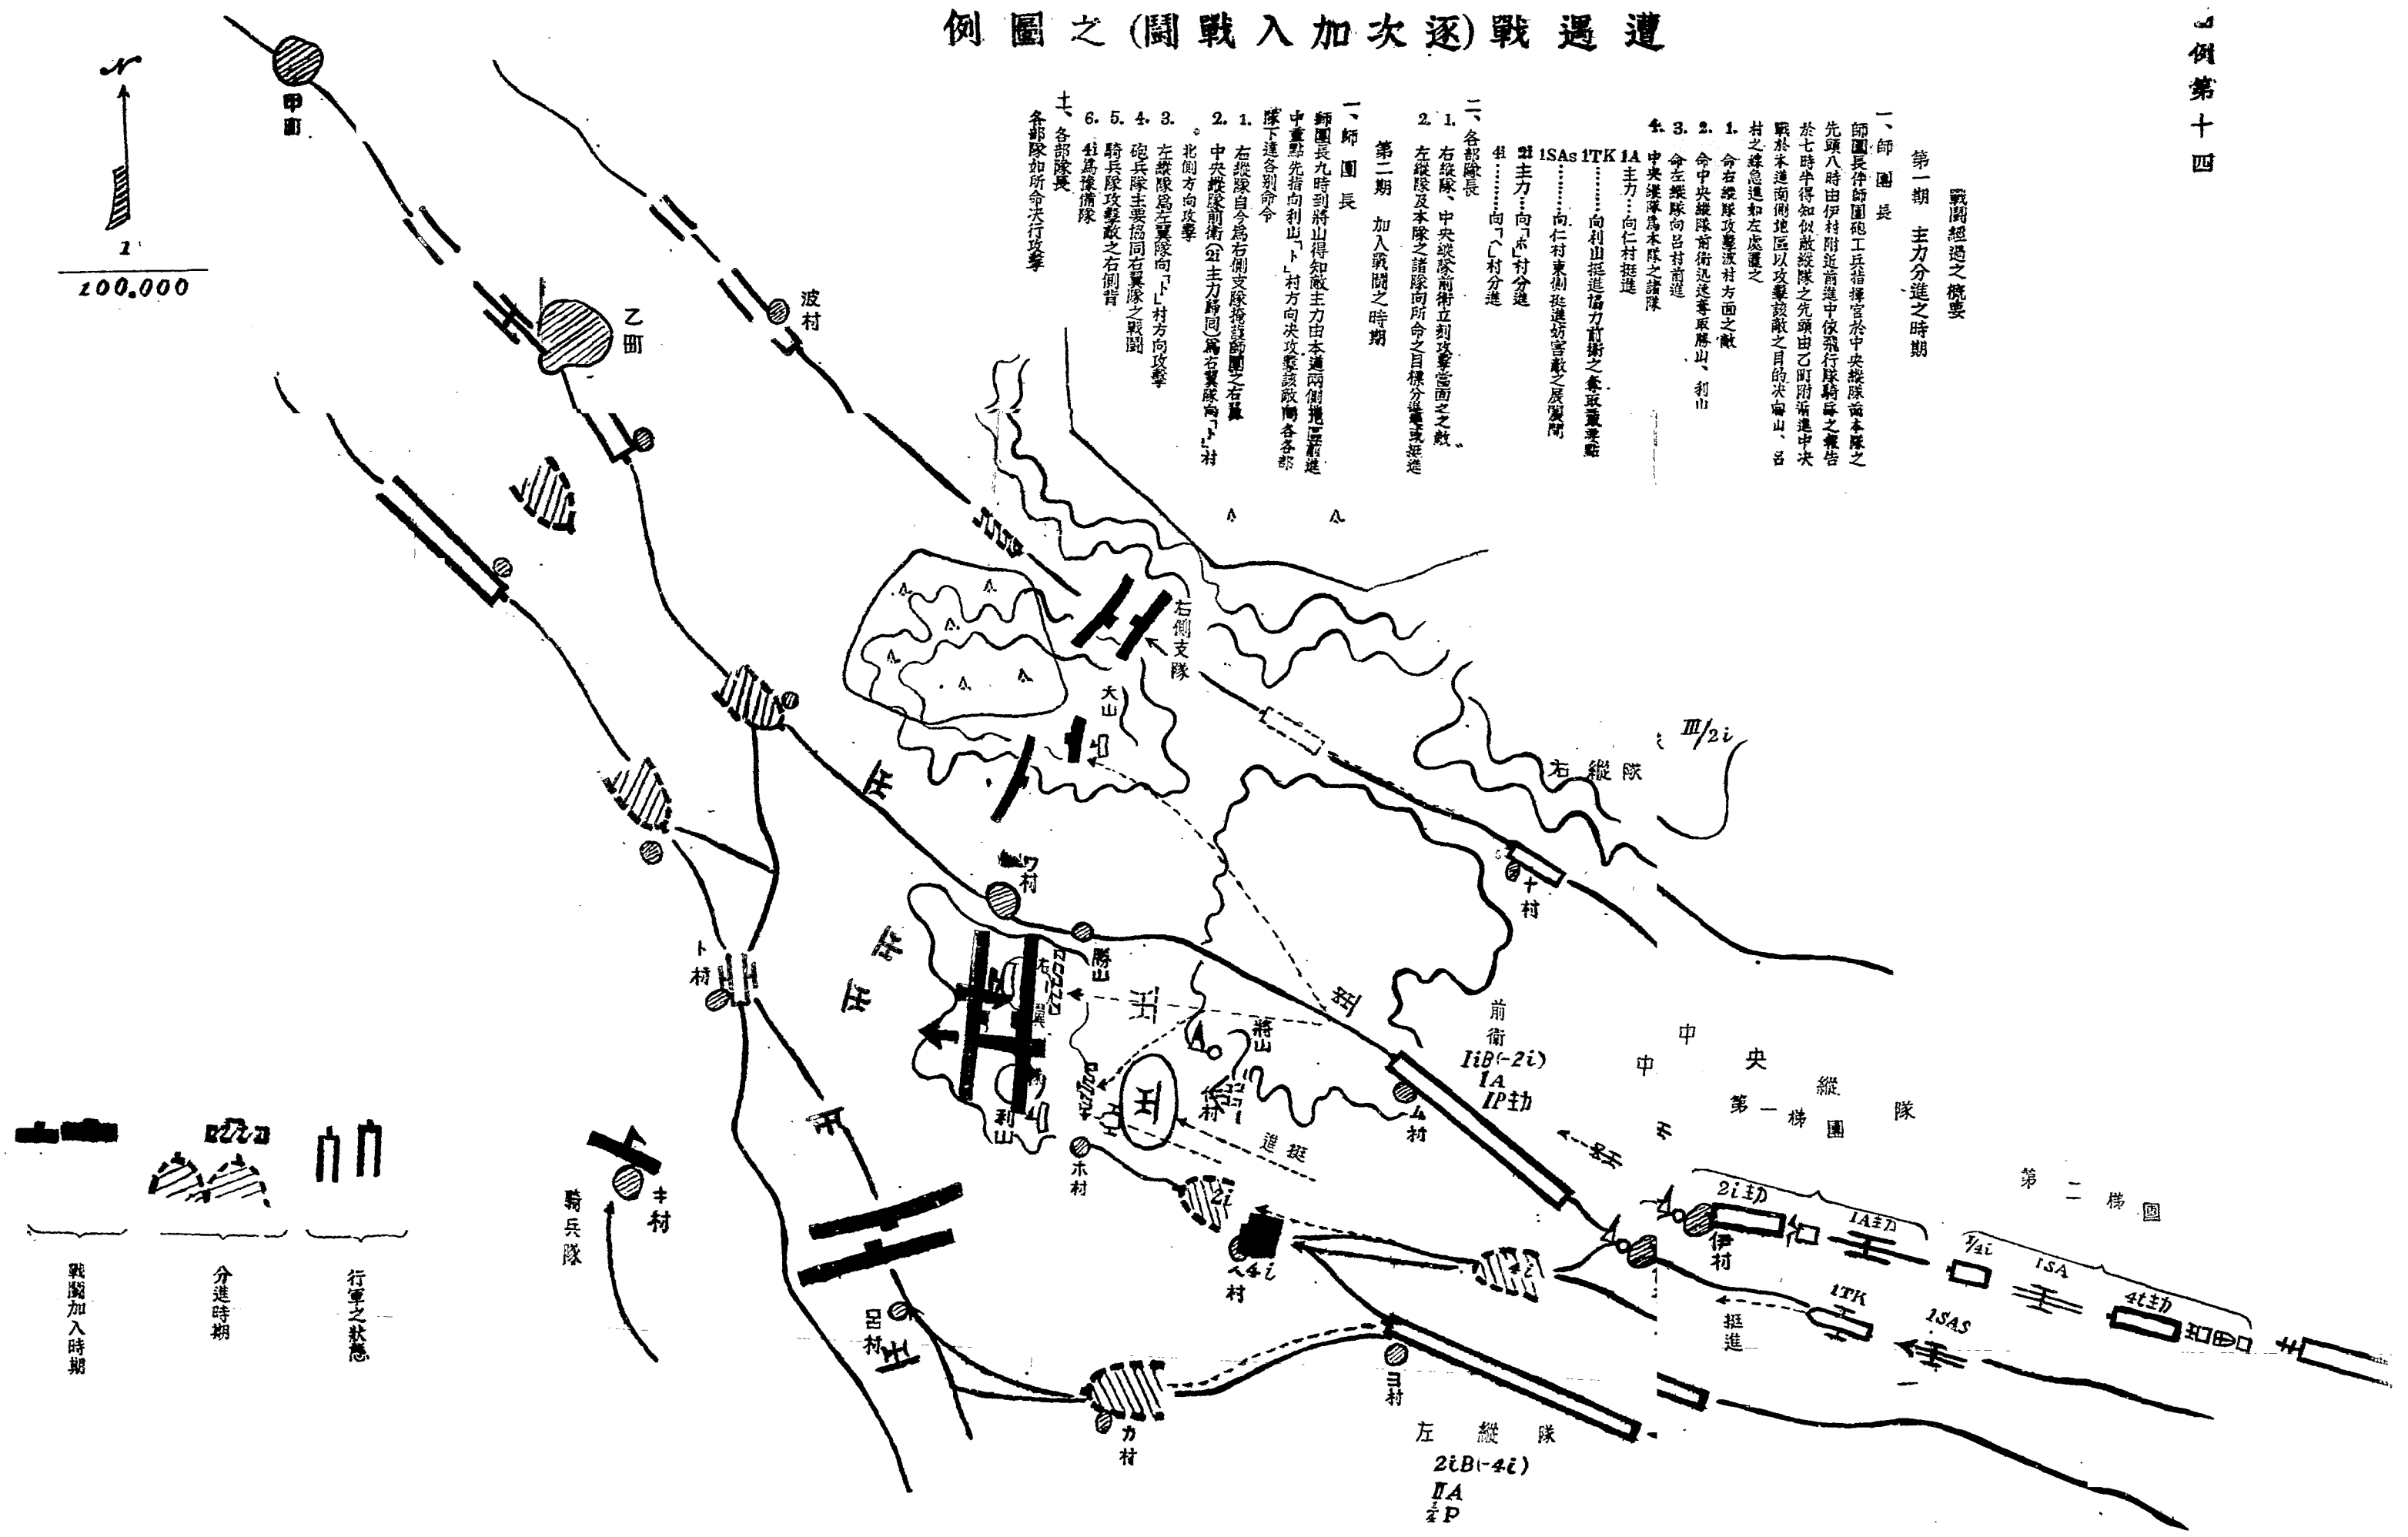 例第十四
遭遇戰(逐次加入戰鬪)之圖例
戰鬪經過之概要
第一期 主力分進之時期
一、師團長
師團長伴師團砲工兵指揮官於中央縱隊前本隊之
先頭八時由伊村附近前進中依飛行隊騎兵之報告
於七時半得知似敵縱隊之先頭由乙町附近前進中決
戰於本道南側地區以攻擊該敵之目的決向山、呂
村之線急進如左處置之
1. 命右縱隊攻擊波村方面之敵
2. 命中央縱隊前衛迅速奪取勝山、利山
3. 命左縱隊向呂村前進
4. 中央縱隊為本隊之諸隊
1A主力…向仁村挺進
1TK………向利山挺進協力前衛之奪取重要點
1SAs………向仁村東側挺進妨害敵之展開
2i主力…向「ホ」村分進
4i………向「ヘ」村分進
二、各部隊長
1. 右縱隊、中央縱隊前衛立刻攻擊當面之敵
2. 左縱隊及本隊之諸隊向所命之目標分進或挺進
第二期 加入戰鬪之時期
一、師團長
師團長九時到將山得知敵主力由本道兩側地區前進
中重點先指向利山「ト」村方向決攻擊該敵向各部
隊下達各別命令
1. 右縱隊自今為右側支隊掩護師團之右翼
2. 中央縱隊前衛(2i主力歸同)為右翼隊向「ト」村
北側方向攻擊
3. 左縱隊為左翼隊向「ト」村方向攻擊
4. 砲兵隊主要協同右翼隊之戰鬪
5. 騎兵隊攻擊敵之右側背
6. 4i為豫備隊
二、各部隊長
各部隊如所命決行攻擊
N
1
100.000
甲町
乙町
波村
右側支隊
大山
III/2i
右縱隊
ワ村
勝山
ト村
右翼
利山
將山
仁村
ホ村
ム村
前衛
1iB(-2i)
1A
1P主力
挺進
中央縱隊
第一梯團
第二梯團
2i主力
1A主力
1/4i
1SA
4i主力
伊村
1TK
挺進
1SAS
2i
4i
ヘ村
4i
ヨ村
左縱隊
2iB(-4i)
IIA
カ村
呂村
キ村
騎兵隊
行軍之狀態
分進時期
戰鬪加入時期